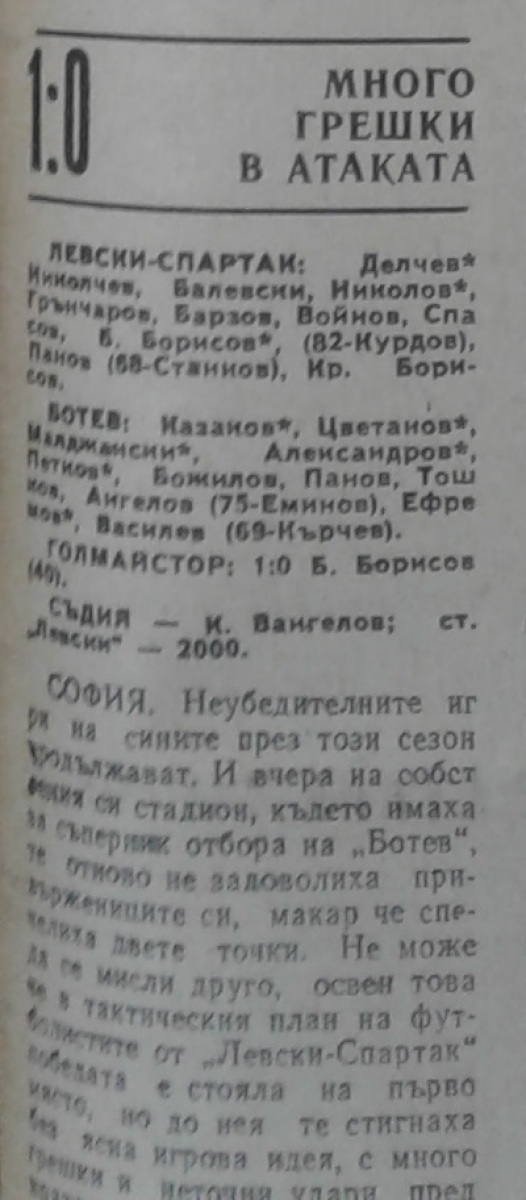 1:0
МНОГО
ГРЕШКИ
В АТАКАТА
ЛЕВСКИ-СПАРТАК: Делчев*
Николчев, Балевски, Николов*,
Грънчаров, Барзов, Войнов, Спа
сов, Б. Борисов*, (82-Курдов),
Панов (68-Станков), Кр. Бори-
сов.
БОТЕВ: Казаков*, Цветанов*,
Малджански*, Александров*,
Петков*, Божилов, Панов, Тош
ков, Ангелов (75-Еминов), Ефре
мов*, Василев (69-Кърчев).
ГОЛМАЙСТОР: 1:0 Б. Борисов
(40).
СЪДИЯ — К. Вангелов; ст.
„Левски“ — 2000.
СОФИЯ. Неубедителните иг
ри на сините през този сезон
продължават. И вчера на собст
вения си стадион, където имаха
за съперник отбора на „Ботев“,
те отново не задоволиха при-
вържениците си, макар че спе-
челиха двете точки. Не може
да се мисли друго, освен това
че в тактическия план на фут-
болистите от „Левски-Спартак“
победата е стояла на първо
място, но до нея те стигнаха
без ясна игрова идея, с много
грешки и неточни удари пред